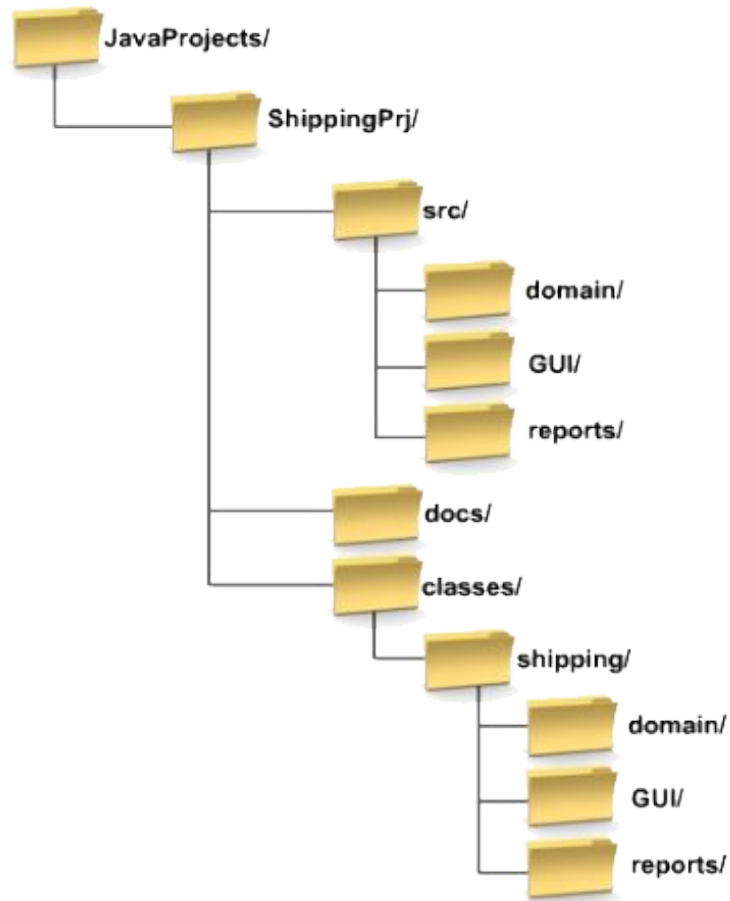 JavaProjects/
ShippingPrj/
src/
domain/
GUI/
reports/
docs/
classes/
shipping/
domain/
GUI/
reports/